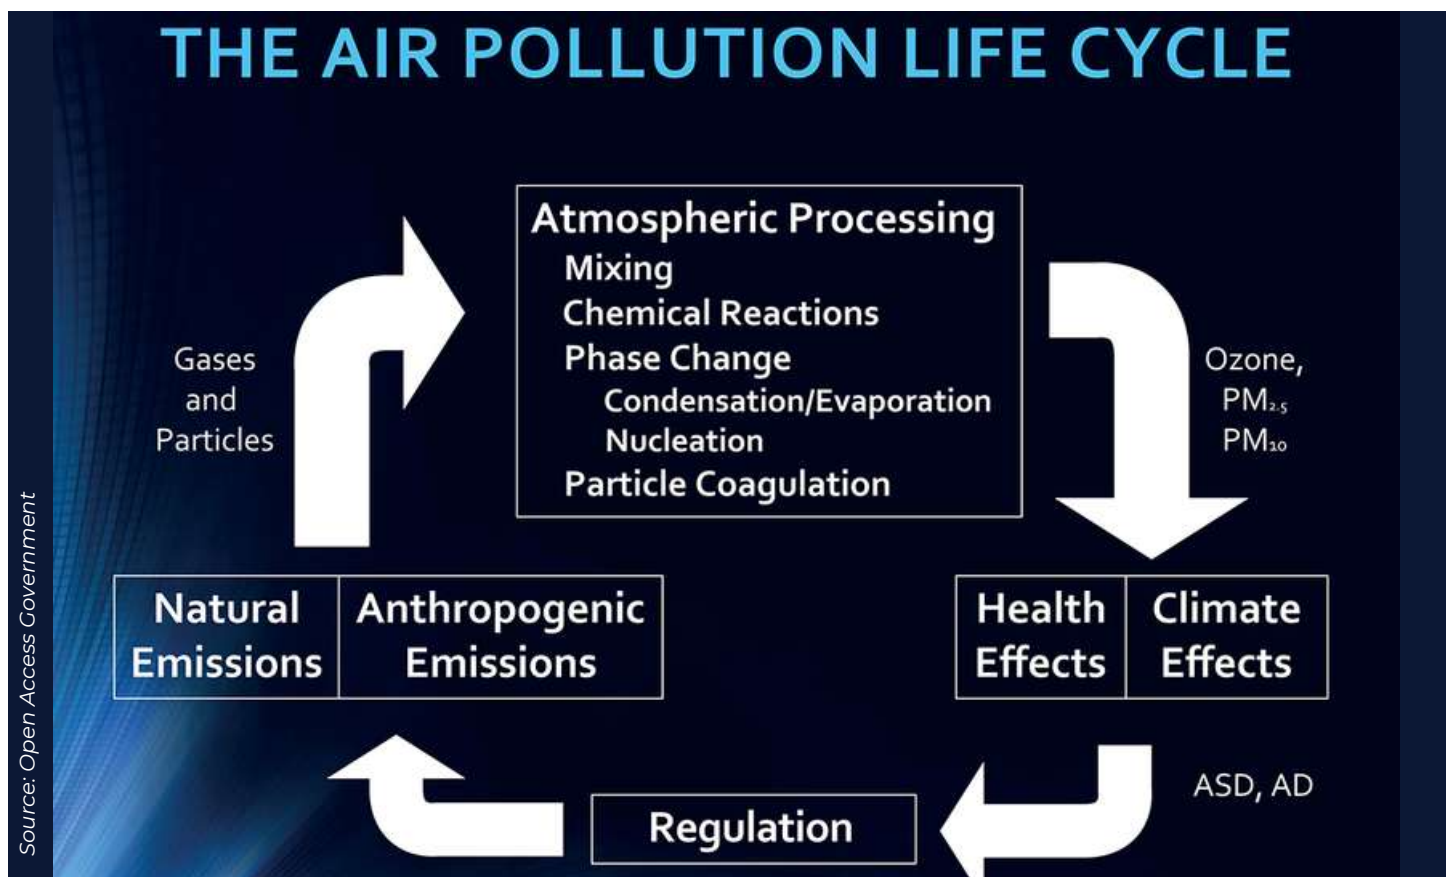 THE AIR POLLUTION LIFE CYCLE
Atmospheric Processing
Mixing
Chemical Reactions
Phase Change
Condensation/Evaporation
Nucleation
Particle Coagulation
Gases
and
Particles
Ozone,
PM₂.₅
PM₁₀
Natural
Emissions
Anthropogenic
Emissions
Health
Effects
Climate
Effects
ASD, AD
Regulation
Source: Open Access Government